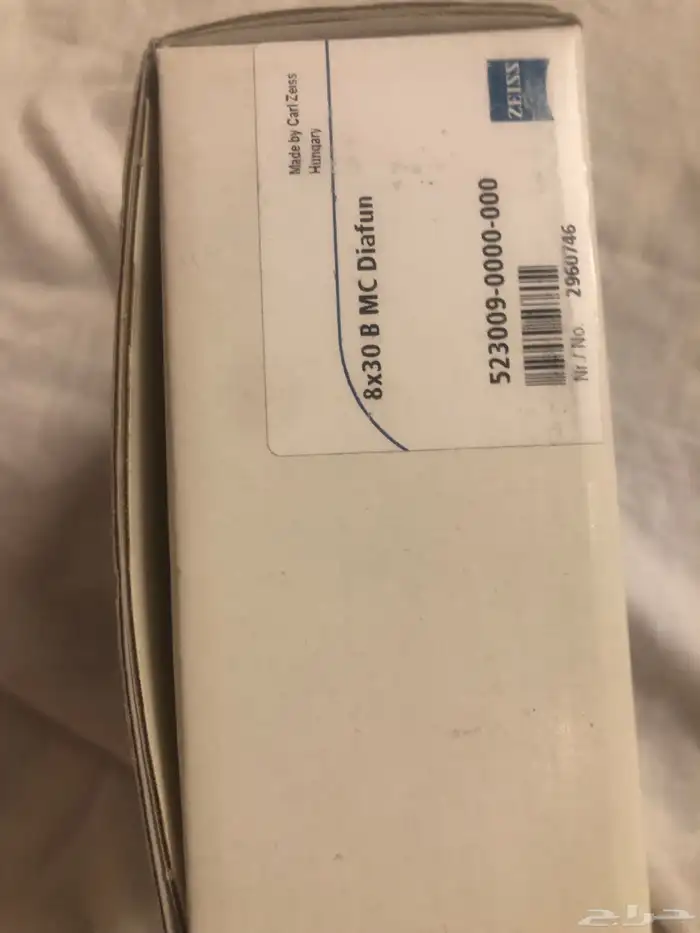 ZEISS
Made by Carl Zeiss
Hungary
8x30 B MC Diafun
523009-0000-000
Nr / No. 2960746
حراج